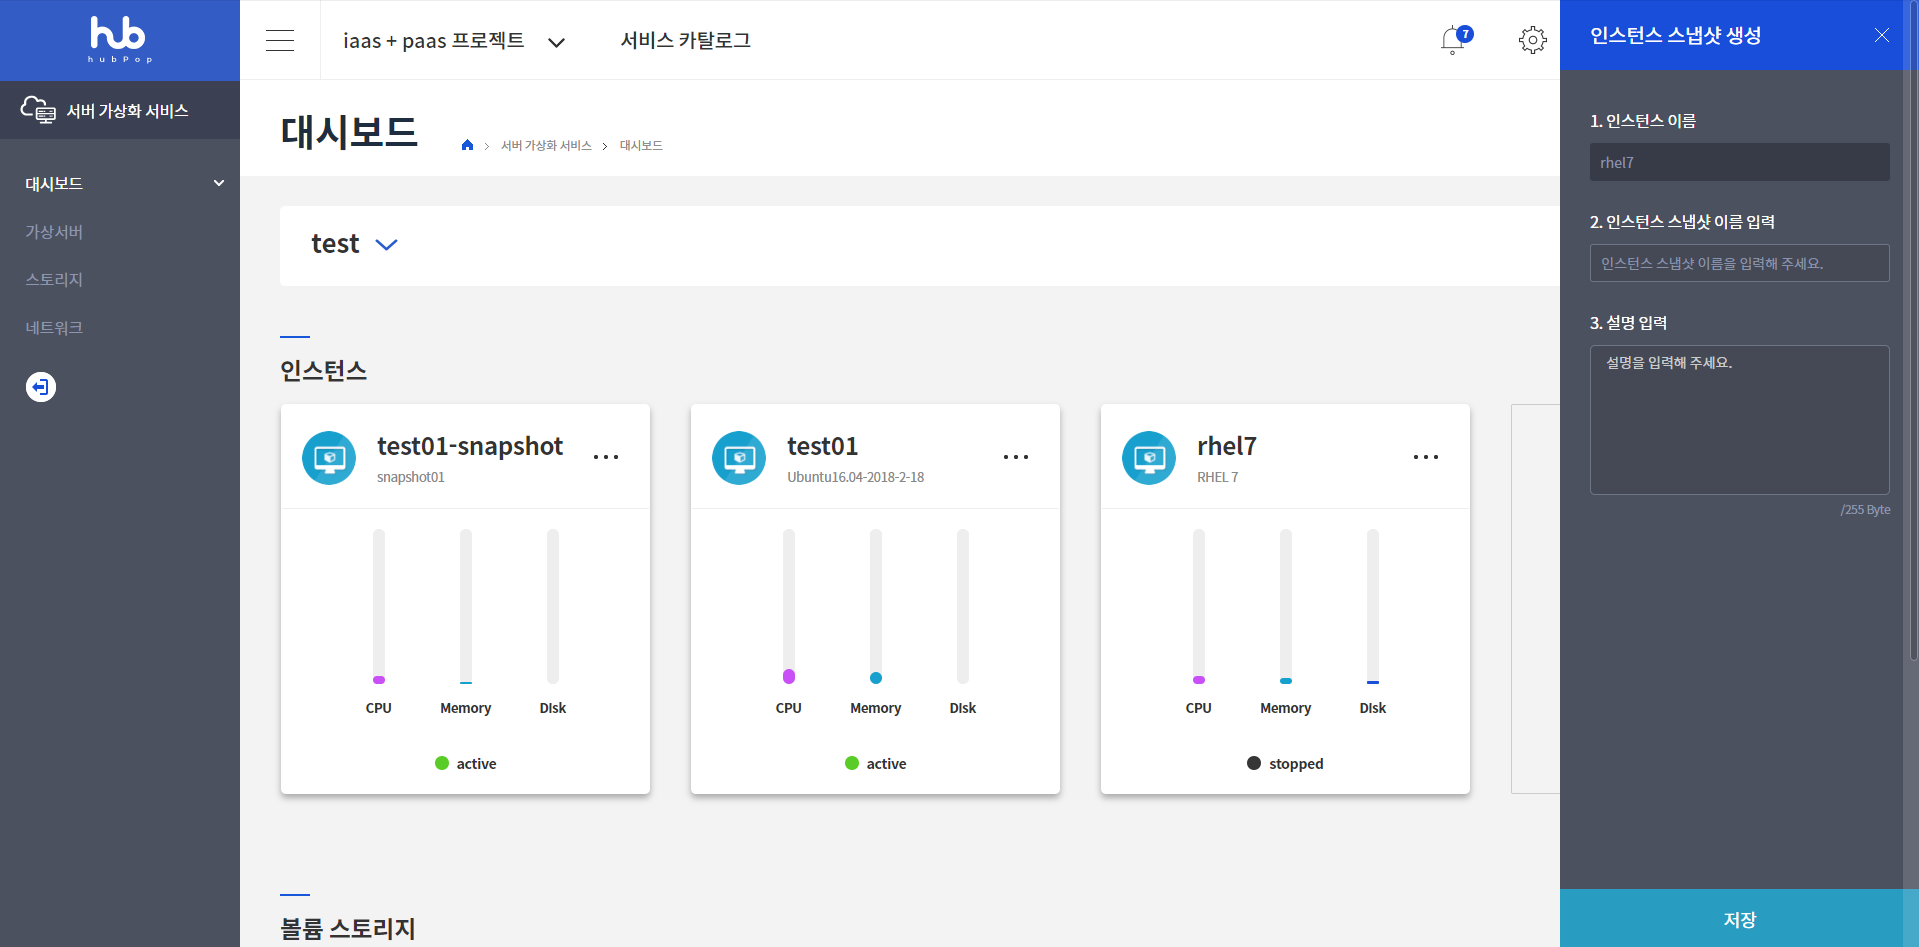 hub
hubPop
서버 가상화 서비스
대시보드
가상서버
스토리지
네트워크
iaas + paas 프로젝트
서비스 카탈로그
7
대시보드
서버 가상화 서비스
대시보드
test
인스턴스
test01-snapshot
snapshot01
CPU
Memory
Disk
active
test01
Ubuntu16.04-2018-2-18
CPU
Memory
Disk
active
rhel7
RHEL 7
CPU
Memory
Disk
stopped
볼륨 스토리지
인스턴스 스냅샷 생성
1. 인스턴스 이름
rhel7
2. 인스턴스 스냅샷 이름 입력
인스턴스 스냅샷 이름을 입력해 주세요.
3. 설명 입력
설명을 입력해 주세요.
/255 Byte
저장